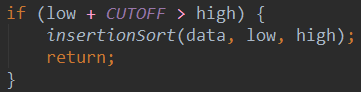 if (low + CUTOFF > high) {
    insertionSort(data, low, high);
    return;
}